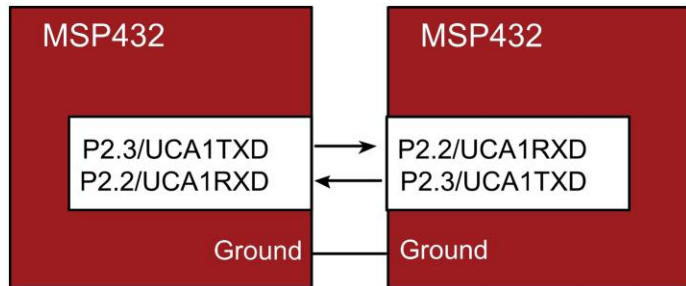 MSP432
P2.3/UCA1TXD
P2.2/UCA1RXD
Ground
MSP432
P2.2/UCA1RXD
P2.3/UCA1TXD
Ground